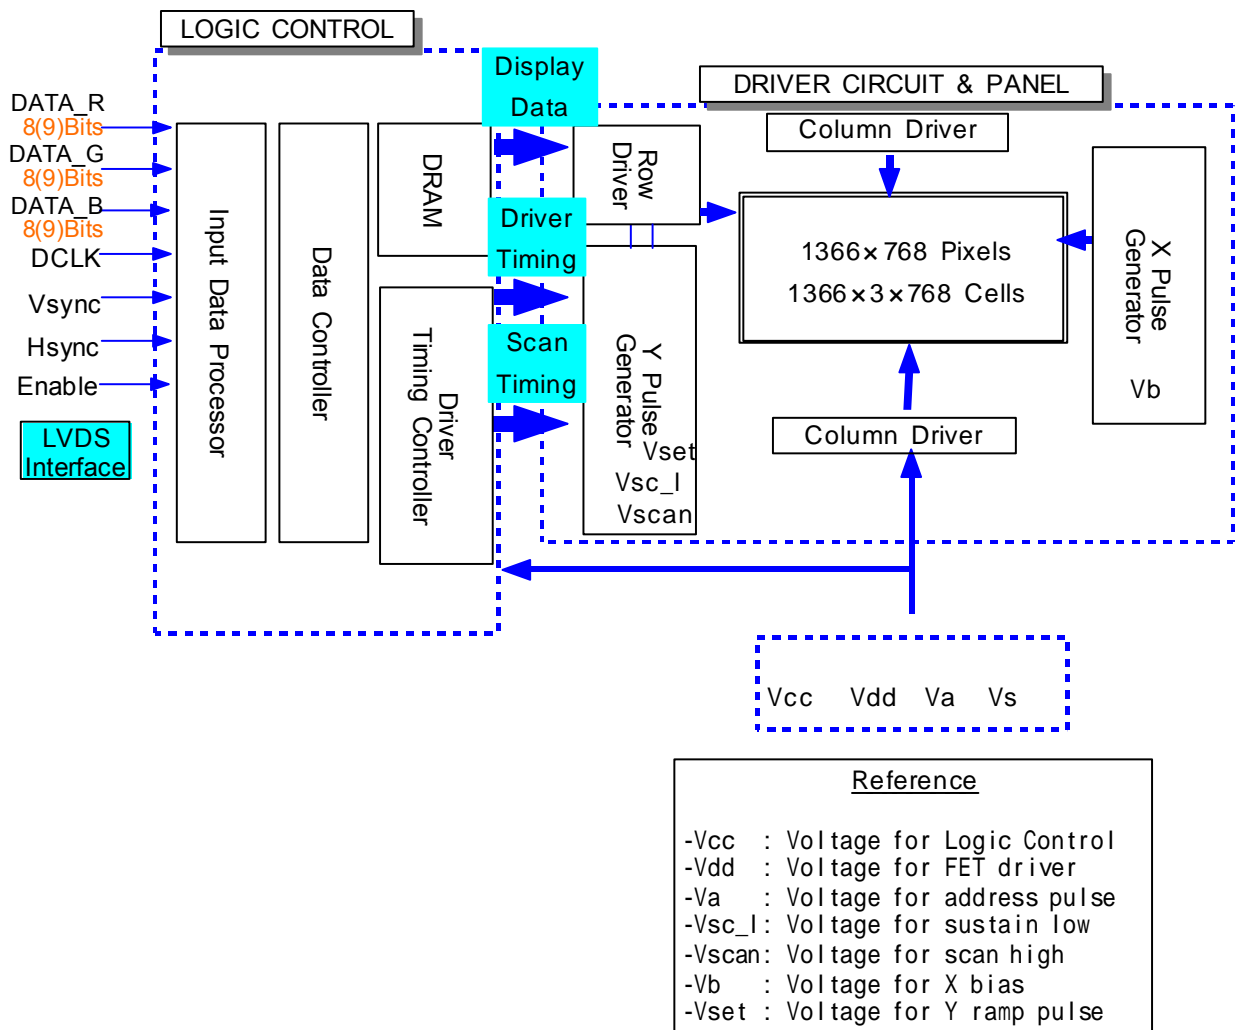 LOGIC CONTROL
Display
Data
DRIVER CIRCUIT & PANEL
DATA_R
8(9)Bits
DATA_G
8(9)Bits
DATA_B
8(9)Bits
DCLK
Vsync
Hsync
Enable
LVDS
Interface
Input Data Processor
Data Controller
DRAM
Driver
Timing Controller
Driver
Timing
Scan
Timing
Row
Driver
Y Pulse
Generator
Vset
Vsc_l
Vscan
Column Driver
1366×768 Pixels
1366×3×768 Cells
Column Driver
X Pulse
Generator
Vb
Vcc Vdd Va Vs
Reference
-Vcc : Voltage for Logic Control
-Vdd : Voltage for FET driver
-Va : Voltage for address pulse
-Vsc_l: Voltage for sustain low
-Vscan: Voltage for scan high
-Vb : Voltage for X bias
-Vset : Voltage for Y ramp pulse